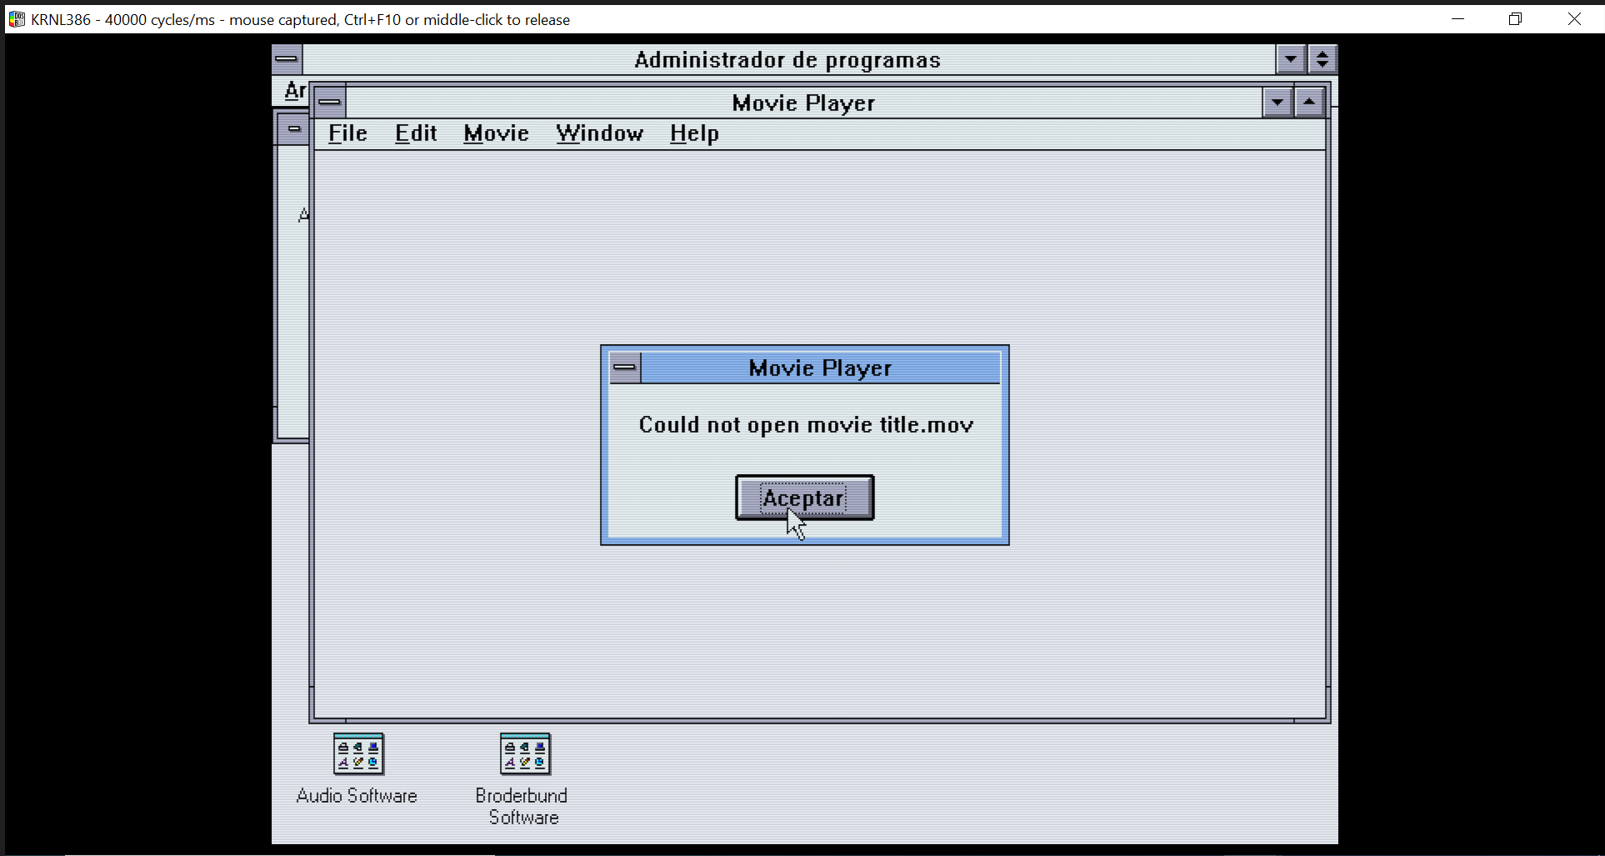 KRNL386 - 40000 cycles/ms - mouse captured, Ctrl+F10 or middle-click to release
Administrador de programas
Ar
Movie Player
File Edit Movie Window Help
A
Movie Player
Could not open movie title.mov
Aceptar
Audio Software
Broderbund
Software